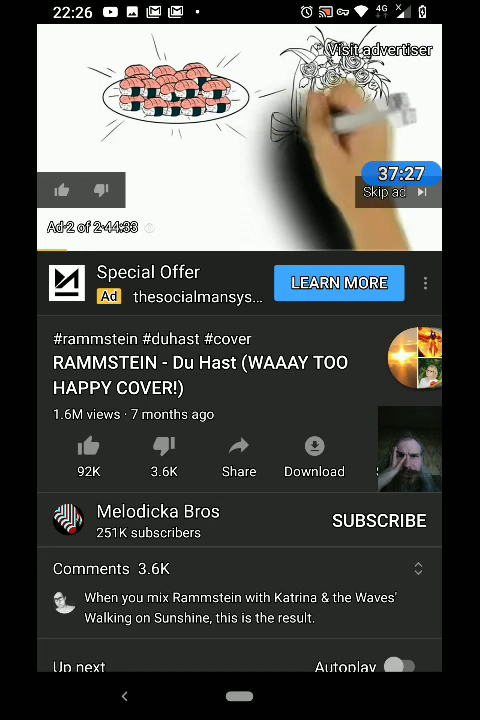 22:26
4G
Visit advertiser
37:27
Skip ad
Ad 2 of 2·44:33
Special Offer
LEARN MORE
Ad thesocialmansys...
#rammstein #duhast #cover
RAMMSTEIN - Du Hast (WAAAY TOO
HAPPY COVER!)
1.6M views · 7 months ago
92K 3.6K Share Download
Melodicka Bros
251K subscribers
SUBSCRIBE
Comments 3.6K
When you mix Rammstein with Katrina & the Waves'
Walking on Sunshine, this is the result.
Up next Autoplay